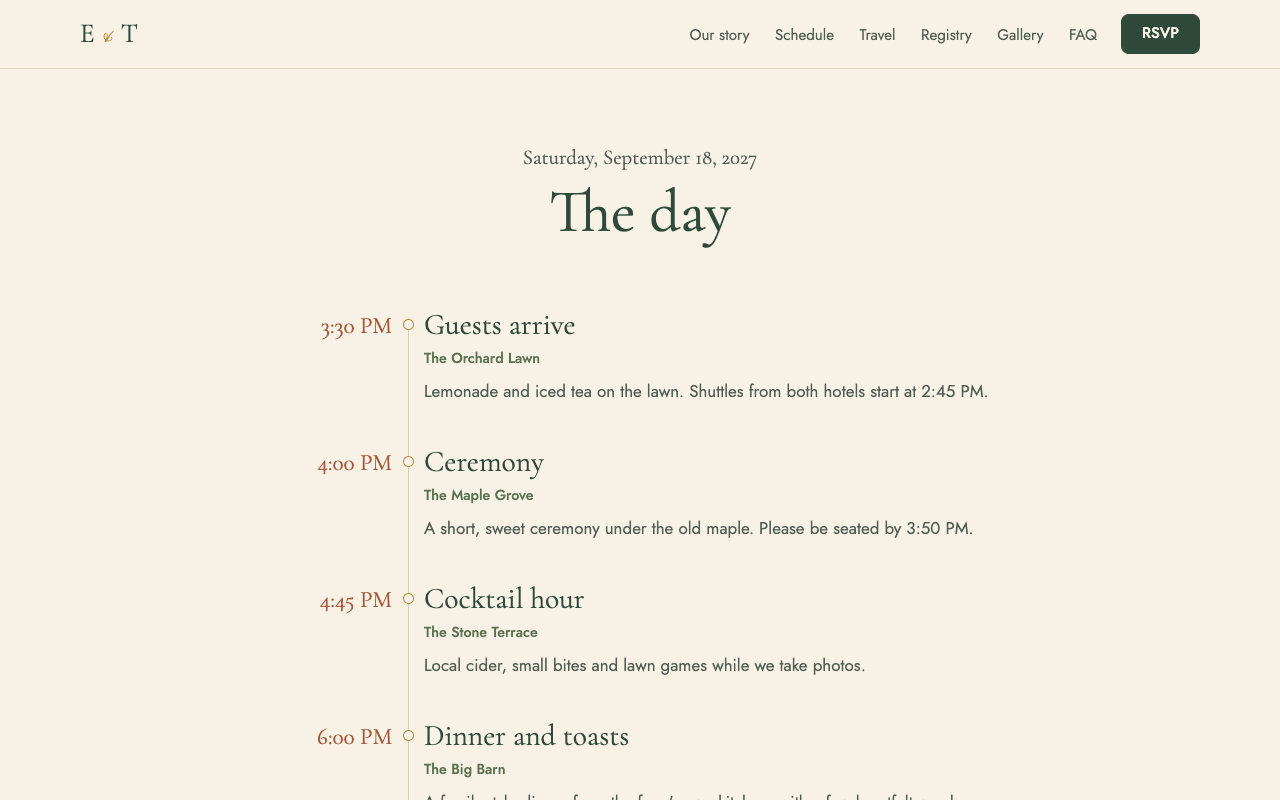 E & T
Our story Schedule Travel Registry Gallery FAQ RSVP
Saturday, September 18, 2027
The day
3:30 PM Guests arrive
The Orchard Lawn
Lemonade and iced tea on the lawn. Shuttles from both hotels start at 2:45 PM.
4:00 PM Ceremony
The Maple Grove
A short, sweet ceremony under the old maple. Please be seated by 3:50 PM.
4:45 PM Cocktail hour
The Stone Terrace
Local cider, small bites and lawn games while we take photos.
6:00 PM Dinner and toasts
The Big Barn